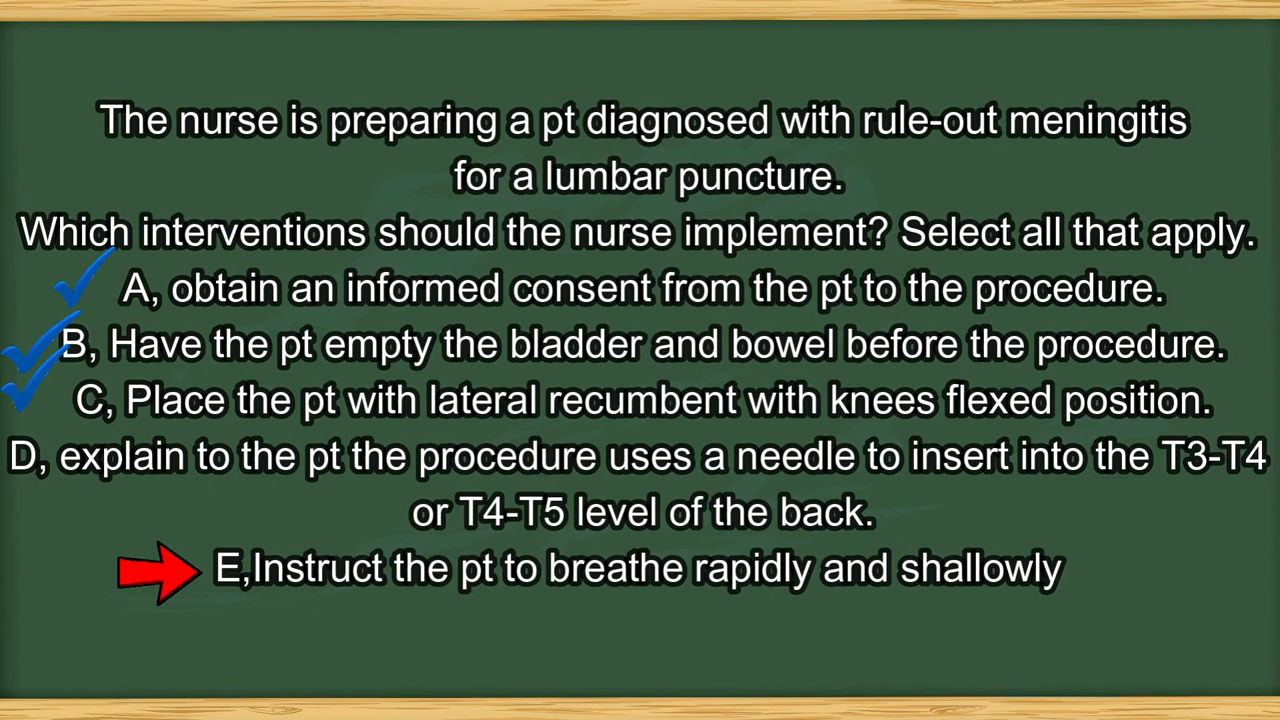 The nurse is preparing a pt diagnosed with rule-out meningitis
for a lumbar puncture.
Which interventions should the nurse implement? Select all that apply.
A, obtain an informed consent from the pt to the procedure.
B, Have the pt empty the bladder and bowel before the procedure.
C, Place the pt with lateral recumbent with knees flexed position.
D, explain to the pt the procedure uses a needle to insert into the T3-T4
or T4-T5 level of the back.
E,Instruct the pt to breathe rapidly and shallowly